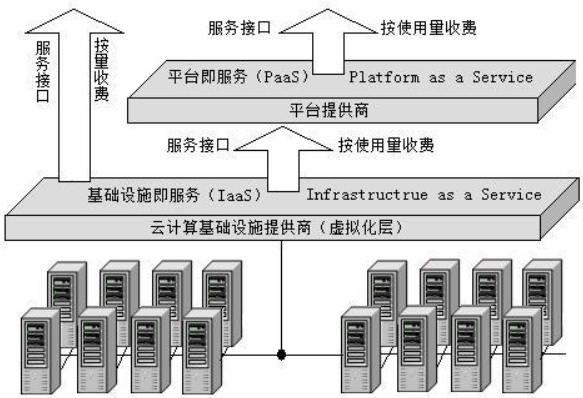 服务接口
按量收费
服务接口 按使用量收费
平台即服务（PaaS） Platform as a Service
平台提供商
服务接口 按使用量收费
基础设施即服务（IaaS） Infrastructrue as a Service
云计算基础设施提供商（虚拟化层）